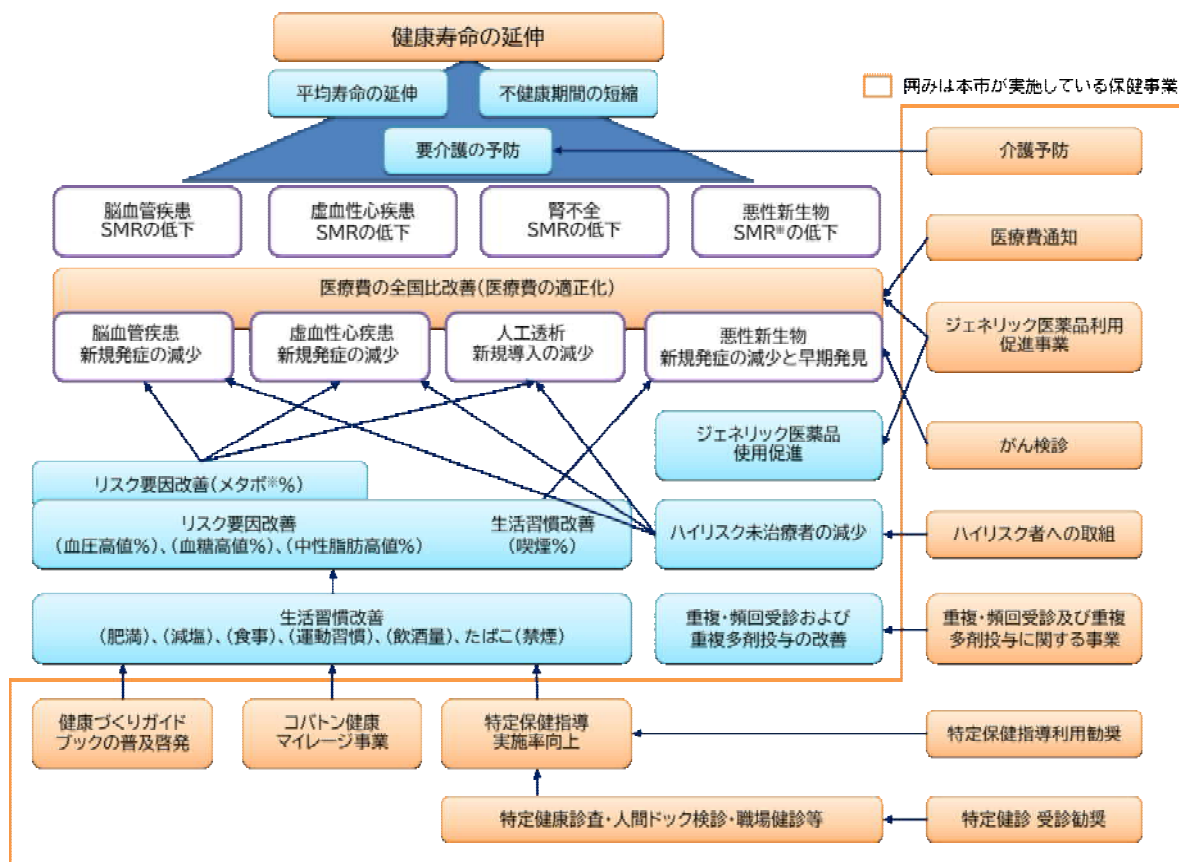 健康寿命の延伸
平均寿命の延伸
不健康期間の短縮
囲みは本市が実施している保健事業
要介護の予防
介護予防
脳血管疾患
SMRの低下
虚血性心疾患
SMRの低下
腎不全
SMRの低下
悪性新生物
SMR※の低下
医療費通知
医療費の全国比改善(医療費の適正化)
脳血管疾患
新規発症の減少
虚血性心疾患
新規発症の減少
人工透析
新規導入の減少
悪性新生物
新規発症の減少と早期発見
ジェネリック医薬品利用
促進事業
ジェネリック医薬品
使用促進
がん検診
リスク要因改善(メタボ※%)
リスク要因改善
(血圧高値%)、(血糖高値%)、(中性脂肪高値%)
生活習慣改善
(喫煙%)
ハイリスク未治療者の減少
ハイリスク者への取組
生活習慣改善
(肥満)、(減塩)、(食事)、(運動習慣)、(飲酒量)、たばこ(禁煙)
重複・頻回受診および
重複多剤投与の改善
重複・頻回受診及び重複
多剤投与に関する事業
健康づくりガイド
ブックの普及啓発
コバトン健康
マイレージ事業
特定保健指導
実施率向上
特定保健指導利用勧奨
特定健康診査・人間ドック検診・職場健診等
特定健診 受診勧奨